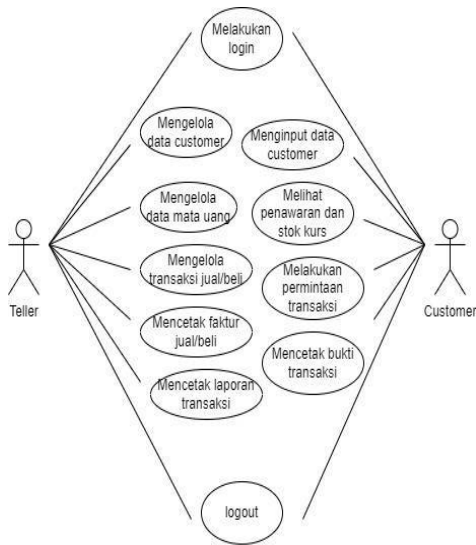 Melakukan
login
Mengelola
data customer
Menginput data
customer
Mengelola
data mata uang
Melihat
penawaran dan
stok kurs
Mengelola
transaksi jual/beli
Melakukan
permintaan
transaksi
Teller
Customer
Mencetak faktur
jual/beli
Mencetak bukti
transaksi
Mencetak laporan
transaksi
logout